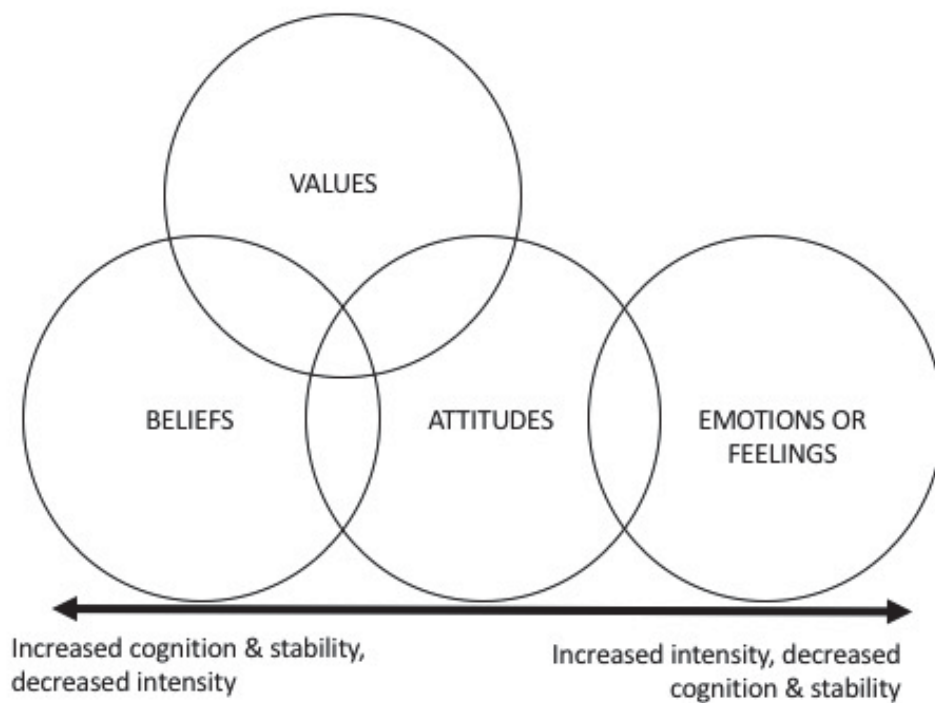 VALUES
BELIEFS
ATTITUDES
EMOTIONS OR
FEELINGS
Increased cognition & stability,
decreased intensity
Increased intensity, decreased
cognition & stability